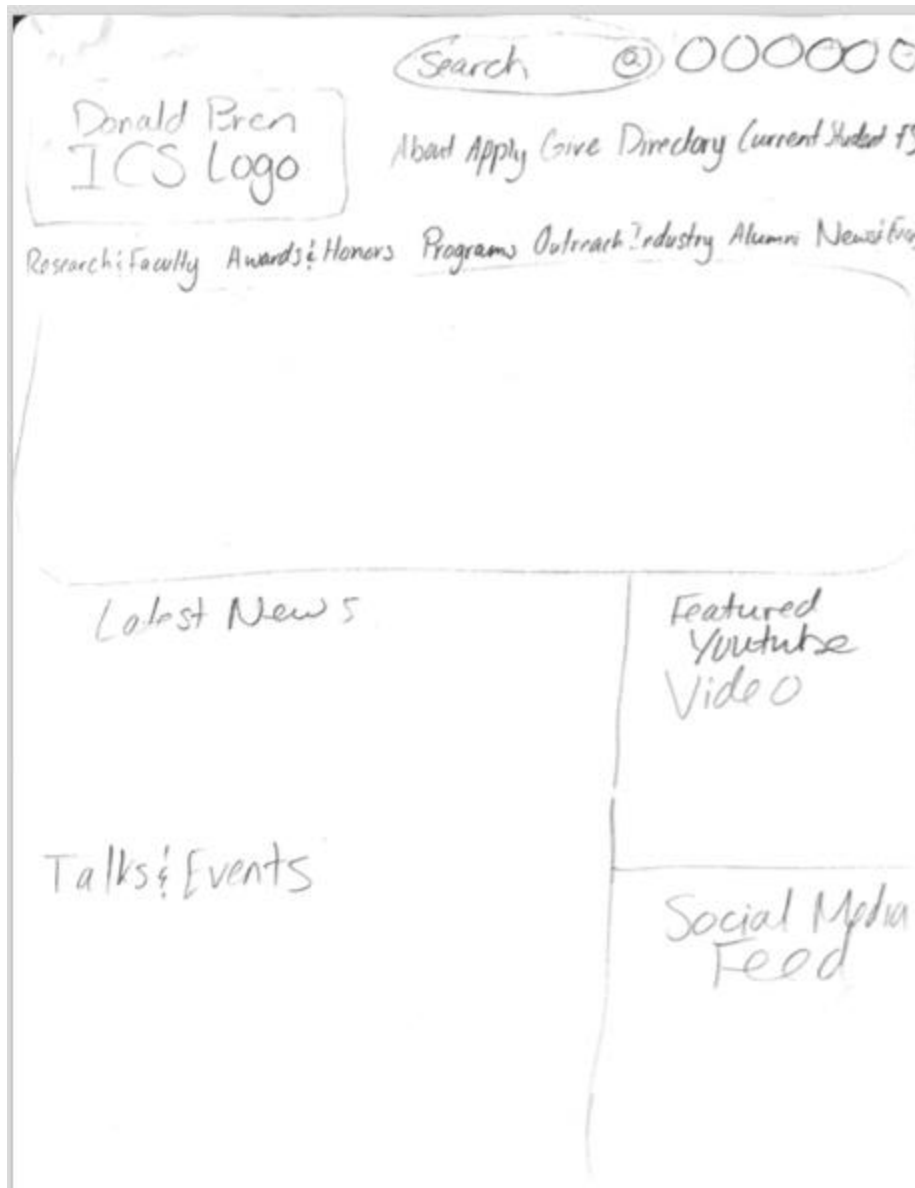 Search
Donald Bren
ICS Logo
About Apply Give Directory Current Student
Research & Faculty Awards & Honors Programs Outreach Industry Alumni News &
Latest News
Featured
Youtube
Video
Talks & Events
Social Media
Feed